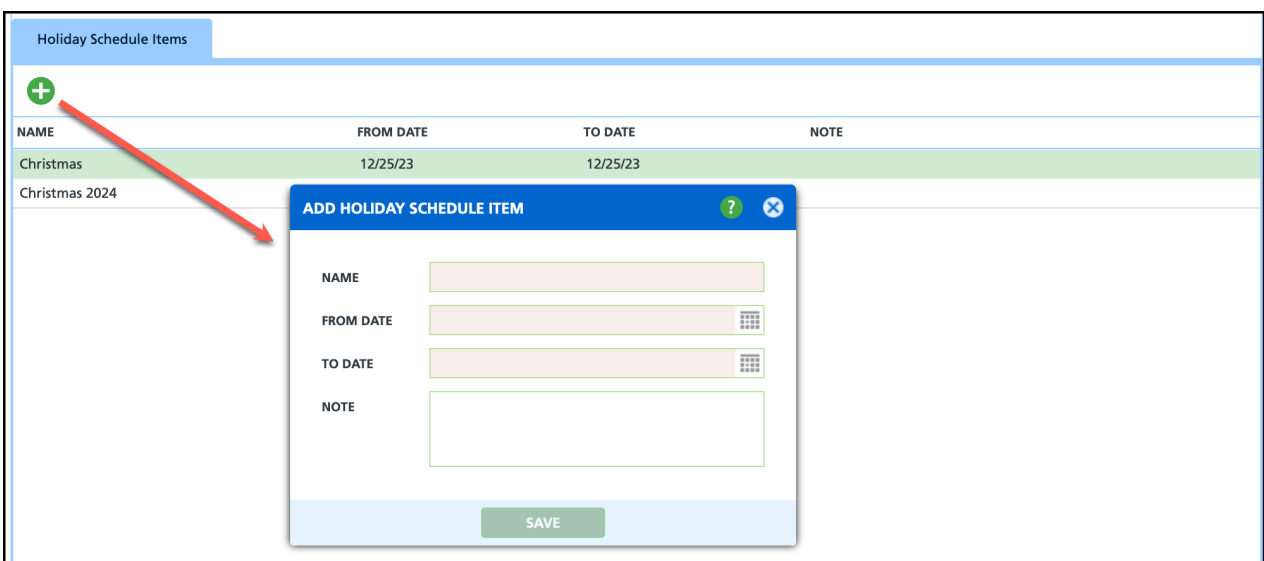 Holiday Schedule Items
NAME FROM DATE TO DATE NOTE
Christmas 12/25/23 12/25/23
Christmas 2024
ADD HOLIDAY SCHEDULE ITEM ?
NAME
FROM DATE
TO DATE
NOTE
SAVE